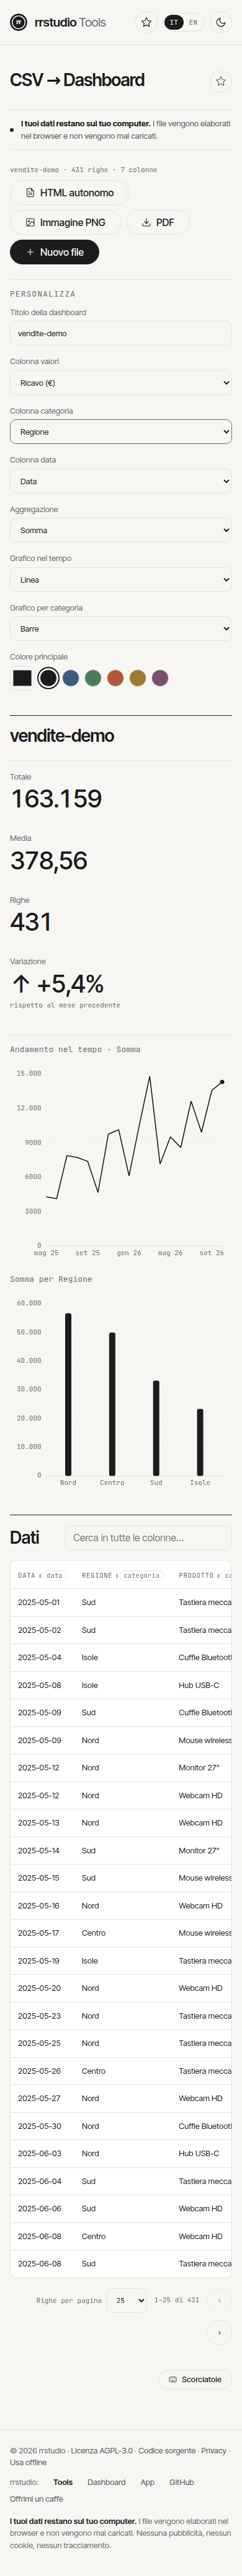 rr rrstudio Tools IT EN
CSV → Dashboard
I tuoi dati restano sul tuo computer. I file vengono elaborati
nel browser e non vengono mai caricati.
vendite-demo · 431 righe · 7 colonne
HTML autonomo
Immagine PNG PDF
+ Nuovo file
PERSONALIZZA
Titolo della dashboard
vendite-demo
Colonna valori
Ricavo (€)
Colonna categoria
Regione
Colonna data
Data
Aggregazione
Somma
Grafico nel tempo
Linea
Grafico per categoria
Barre
Colore principale
vendite-demo
Totale
163.159
Media
378,56
Righe
431
Variazione
↑ +5,4%
rispetto al mese precedente
Andamento nel tempo · Somma
15.000
12.000
9000
6000
3000
0
mag 25 set 25 gen 26 mag 26 set 26
Somma per Regione
60.000
50.000
40.000
30.000
20.000
10.000
0
Nord Centro Sud Isole
Dati Cerca in tutte le colonne…
DATA data REGIONE categoria PRODOTTO
2025-05-01 Sud Tastiera mecca
2025-05-02 Sud Tastiera mecca
2025-05-04 Isole Cuffie Bluetoot
2025-05-08 Isole Hub USB-C
2025-05-09 Sud Cuffie Bluetoot
2025-05-09 Nord Mouse wireless
2025-05-12 Nord Monitor 27"
2025-05-12 Nord Webcam HD
2025-05-13 Nord Webcam HD
2025-05-14 Sud Monitor 27"
2025-05-15 Sud Mouse wireless
2025-05-16 Nord Webcam HD
2025-05-17 Centro Mouse wireless
2025-05-19 Isole Tastiera mecca
2025-05-20 Nord Webcam HD
2025-05-23 Nord Tastiera mecca
2025-05-25 Nord Tastiera mecca
2025-05-26 Centro Tastiera mecca
2025-05-27 Nord Webcam HD
2025-05-30 Nord Cuffie Bluetoot
2025-06-03 Nord Hub USB-C
2025-06-04 Sud Tastiera mecca
2025-06-06 Sud Webcam HD
2025-06-08 Centro Webcam HD
2025-06-08 Sud Tastiera mecca
Righe per pagina 25 1–25 di 431 ‹
›
Scorciatoie
© 2026 rrstudio · Licenza AGPL-3.0 · Codice sorgente · Privacy ·
Usa offline
rrstudio: Tools Dashboard App GitHub
Offrimi un caffè
I tuoi dati restano sul tuo computer. I file vengono elaborati nel
browser e non vengono mai caricati. Nessuna pubblicità, nessun
cookie, nessun tracciamento.